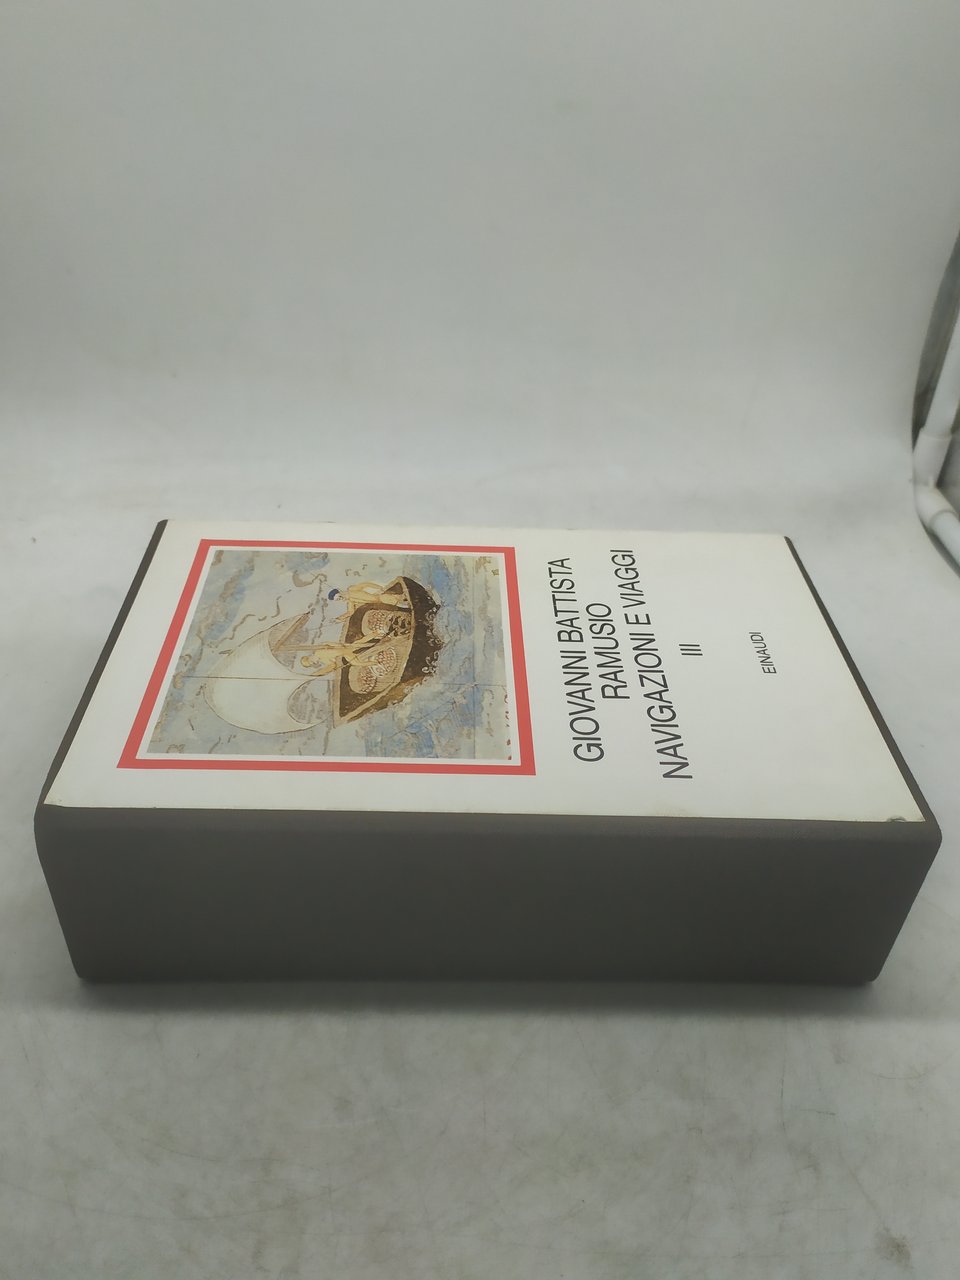 GIOVANNI BATTISTA
RAMUSIO
NAVIGAZIONI E VIAGGI
III
EINAUDI